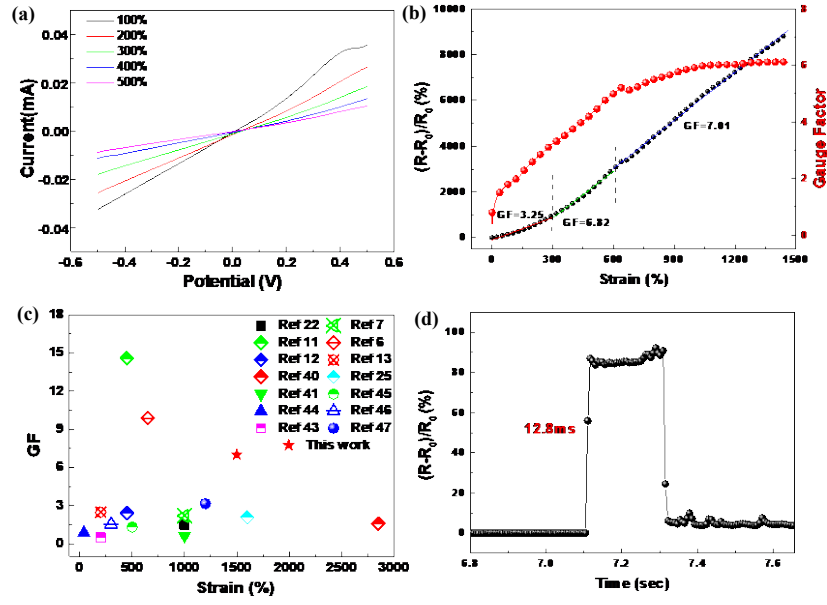 (a)
100%
200%
300%
400%
500%
0.04
0.02
0.00
-0.02
-0.04
Current(mA)
-0.6 -0.4 -0.2 0.0 0.2 0.4 0.6
Potential (V)
(b)
10000
8000
6000
4000
2000
0
(R-R0)/R0 (%)
8
6
4
2
0
Gauge Factor
GF=3.25
GF=6.82
GF=7.01
0 300 600 900 1200 1500
Strain (%)
(c)
18
15
12
9
6
3
0
GF
Ref 22 Ref 7
Ref 11 Ref 6
Ref 12 Ref 13
Ref 40 Ref 25
Ref 41 Ref 45
Ref 44 Ref 46
Ref 43 Ref 47
This work
0 500 1000 1500 2000 2500 3000
Strain (%)
(d)
100
80
60
40
20
0
(R-R0)/R0 (%)
6.8 7.0 7.2 7.4 7.6
Time (sec)